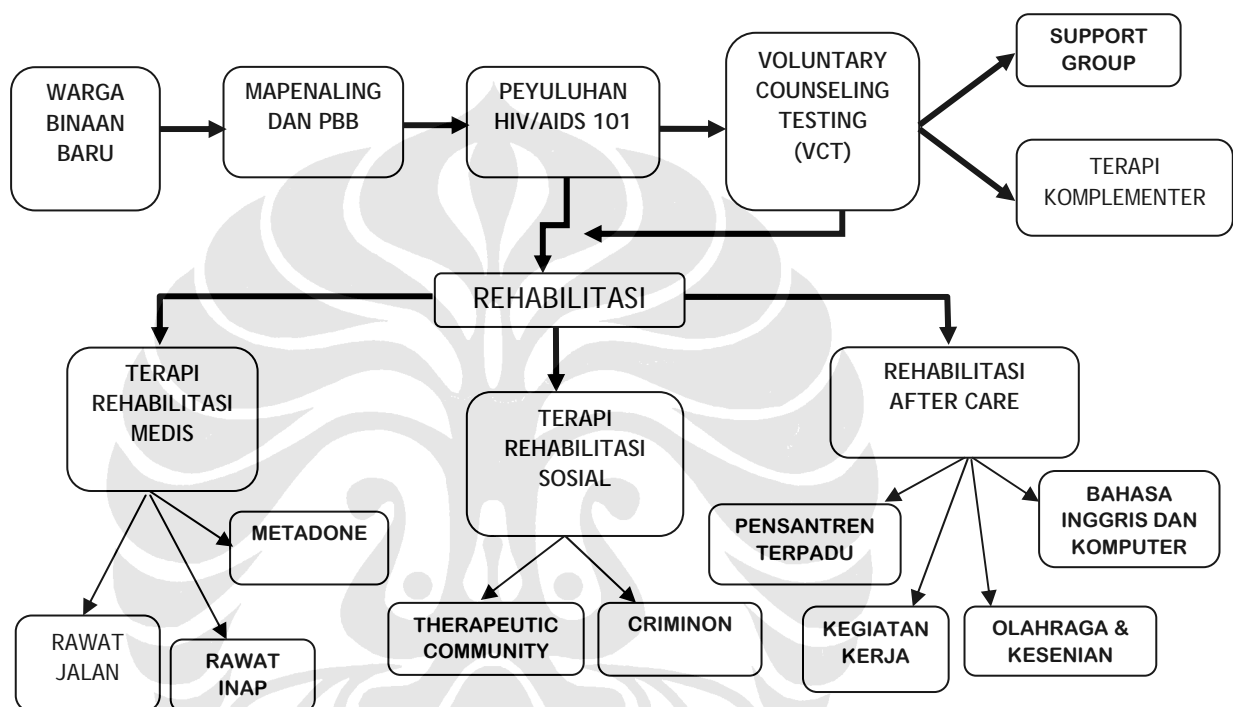 WARGA
BINAAN
BARU
MAPENALING
DAN PBB
PEYULUHAN
HIV/AIDS 101
VOLUNTARY
COUNSELING
TESTING
(VCT)
SUPPORT
GROUP
TERAPI
KOMPLEMENTER
REHABILITASI
TERAPI
REHABILITASI
MEDIS
TERAPI
REHABILITASI
SOSIAL
REHABILITASI
AFTER CARE
METADONE
RAWAT
JALAN
RAWAT
INAP
THERAPEUTIC
COMMUNITY
CRIMINON
PENSANTREN
TERPADU
BAHASA
INGGRIS DAN
KOMPUTER
KEGIATAN
KERJA
OLAHRAGA &
KESENIAN